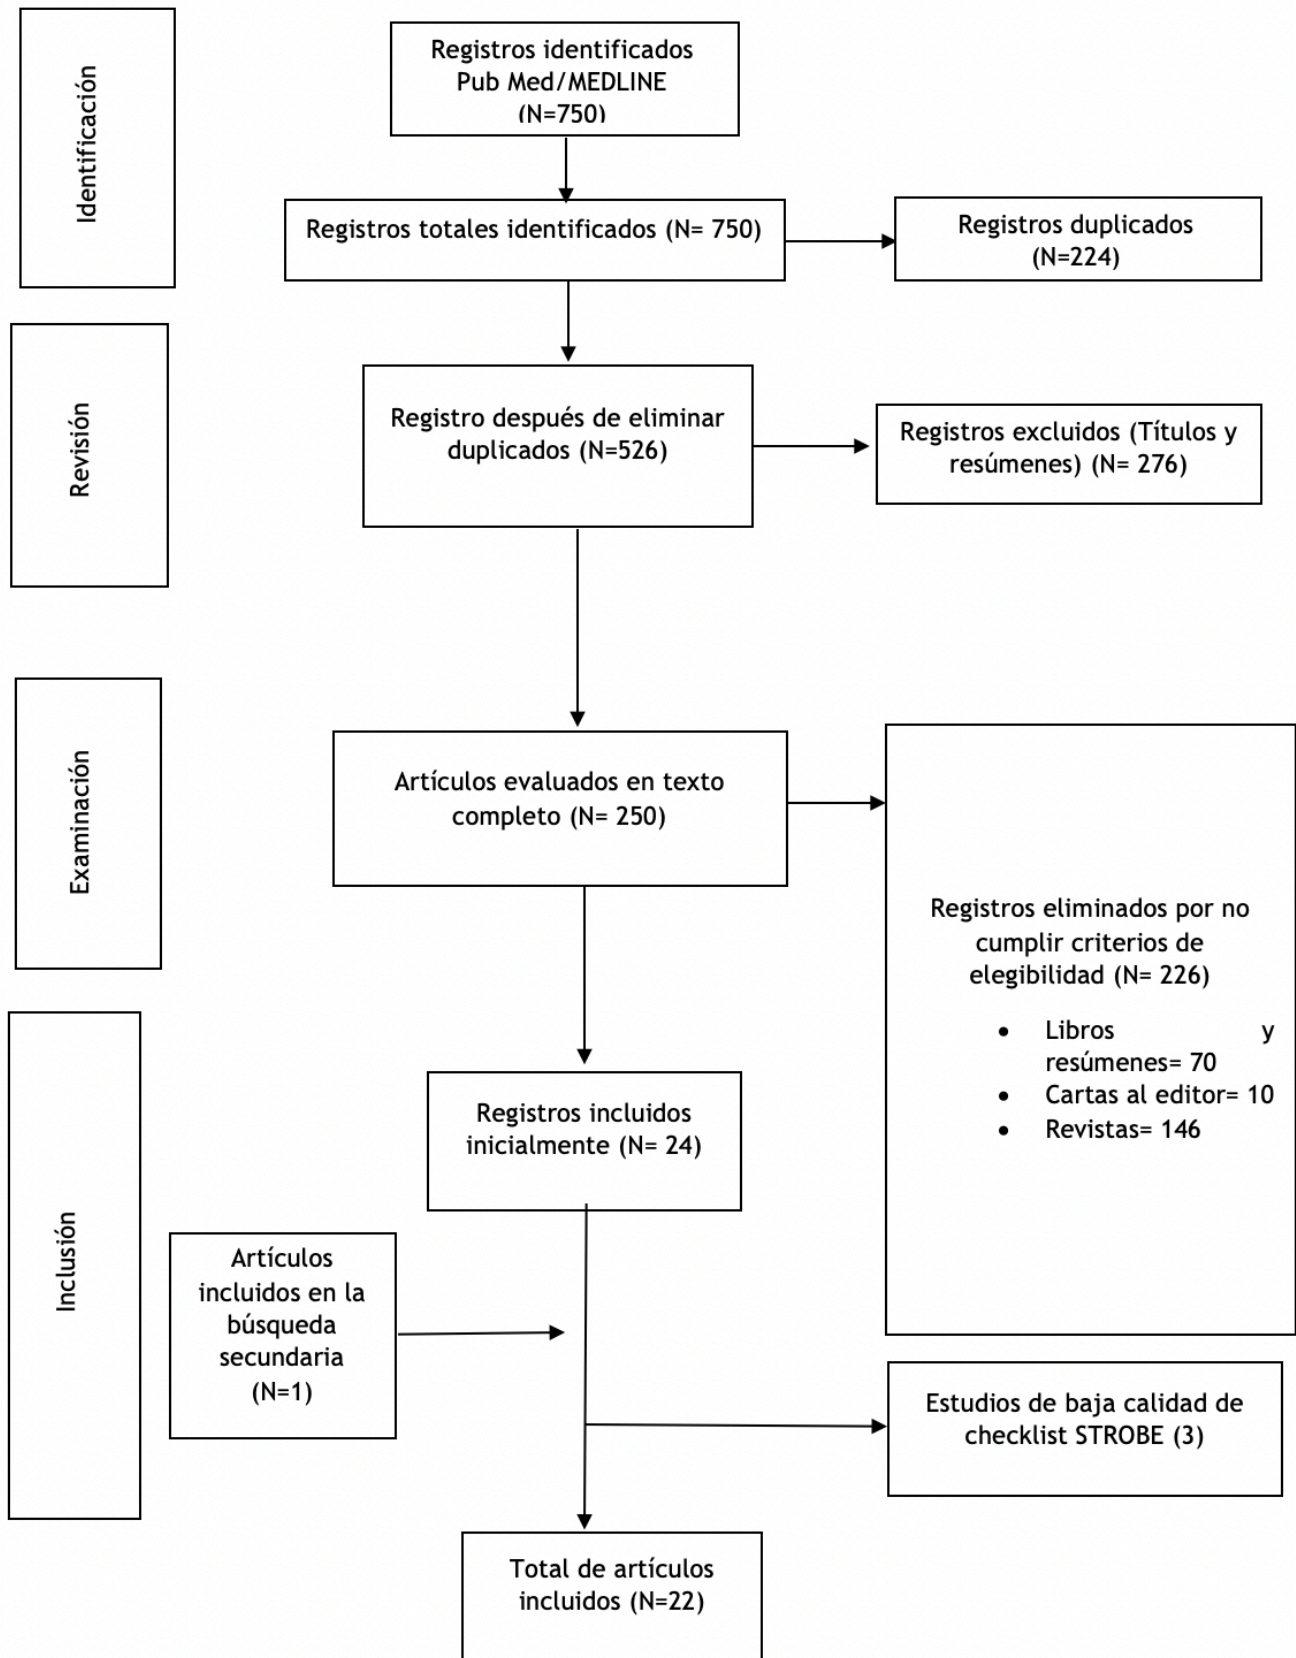 Identificación
Registros identificados
Pub Med/MEDLINE
(N=750)
Registros totales identificados (N= 750)
Registros duplicados
(N=224)
Revisión
Registro después de eliminar
duplicados (N=526)
Registros excluidos (Títulos y
resúmenes) (N= 276)
Examinación
Artículos evaluados en texto
completo (N= 250)
Registros eliminados por no
cumplir criterios de
elegibilidad (N= 226)
• Libros y
resúmenes= 70
• Cartas al editor= 10
• Revistas= 146
Inclusión
Registros incluidos
inicialmente (N= 24)
Artículos
incluidos en la
búsqueda
secundaria
(N=1)
Estudios de baja calidad de
checklist STROBE (3)
Total de artículos
incluidos (N=22)